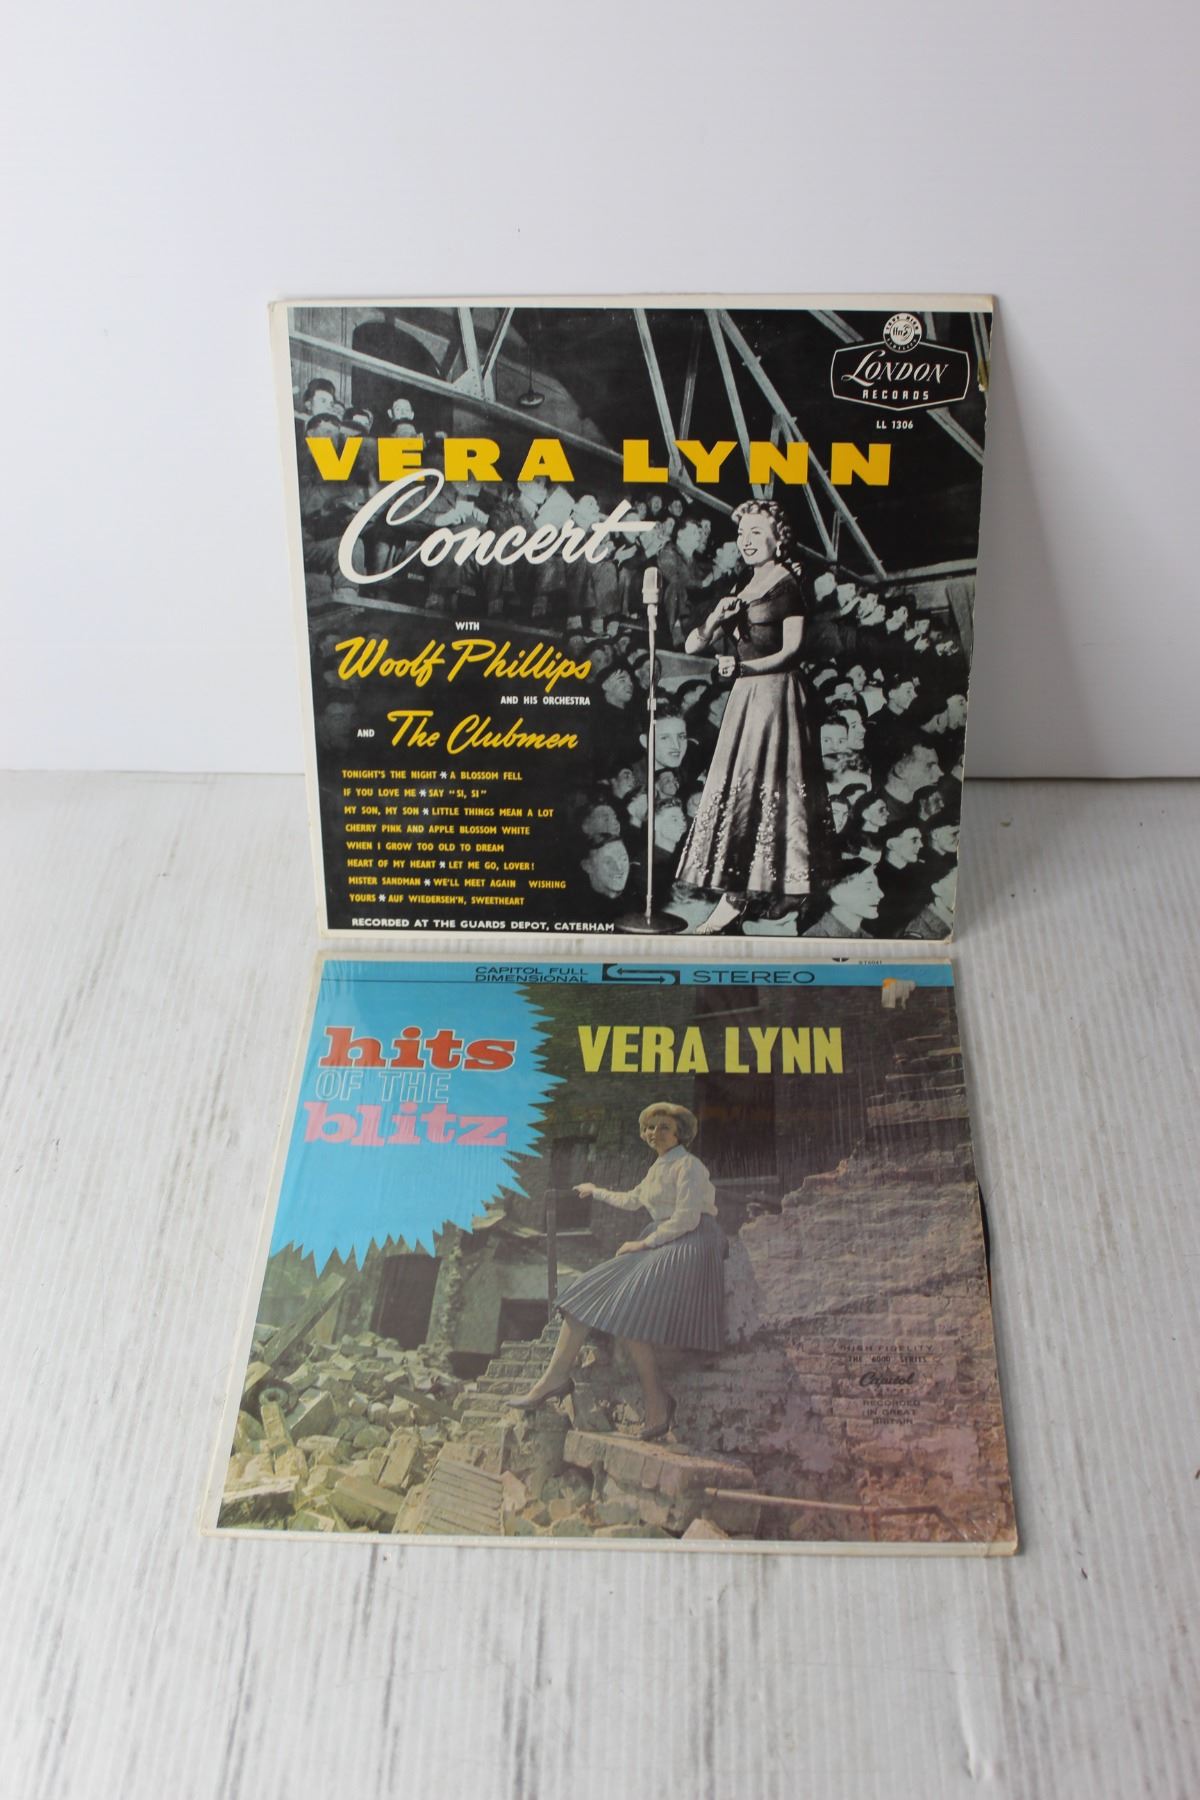 LONDON
RECORDS
LL 1306
VERA LYNN
Concert
WITH
Woolf Phillips
AND HIS ORCHESTRA
AND The Clubmen
TONIGHT'S THE NIGHT * A BLOSSOM FELL
IF YOU LOVE ME * SAY "SI, SI"
MY SON, MY SON * LITTLE THINGS MEAN A LOT
CHERRY PINK AND APPLE BLOSSOM WHITE
WHEN I GROW TOO OLD TO DREAM
HEART OF MY HEART * LET ME GO, LOVER!
MISTER SANDMAN * WE'LL MEET AGAIN WISHING
YOURS * AUF WIEDERSEH'N, SWEETHEART
RECORDED AT THE GUARDS DEPOT, CATERHAM
CAPITOL FULL
DIMENSIONAL STEREO
hits
OF THE
blitz
VERA LYNN
HIGH FIDELITY
THE 6000 SERIES
Capitol
RECORDED
IN GREAT
BRITAIN